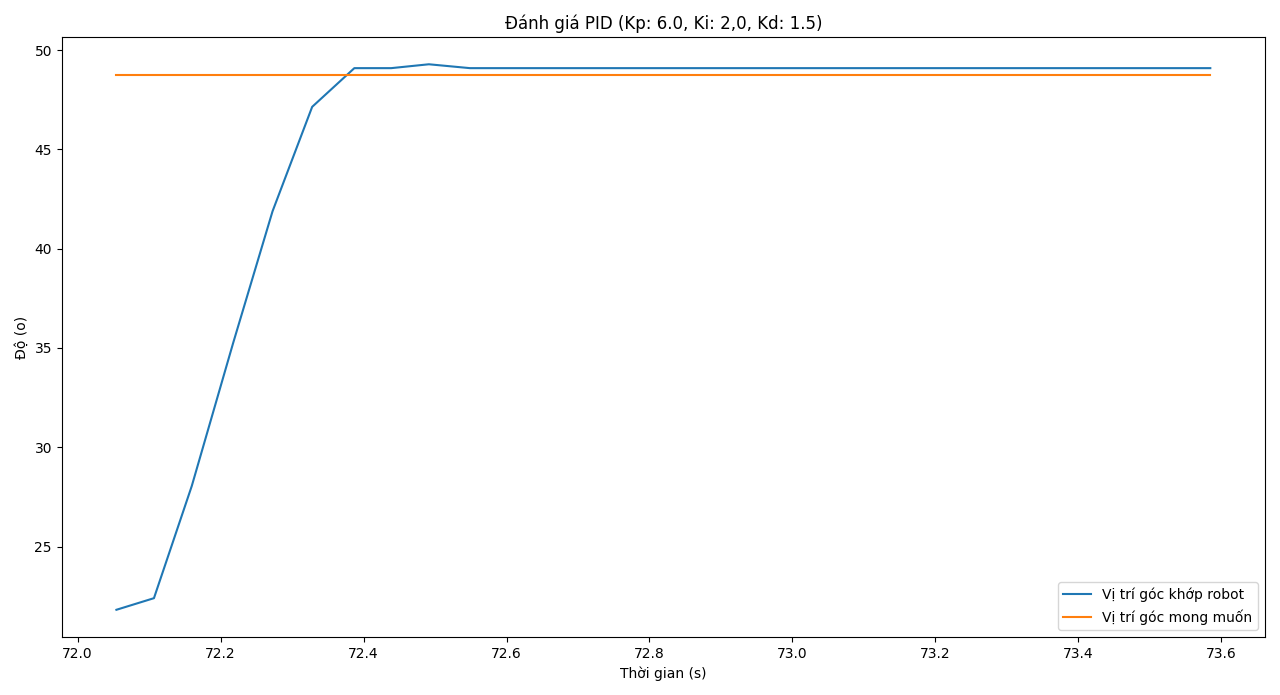 Đánh giá PID (Kp: 6.0, Ki: 2,0, Kd: 1.5)
50
45
40
35
30
25
Độ (o)
72.0 72.2 72.4 72.6 72.8 73.0 73.2 73.4 73.6
Thời gian (s)
Vị trí góc khớp robot
Vị trí góc mong muốn